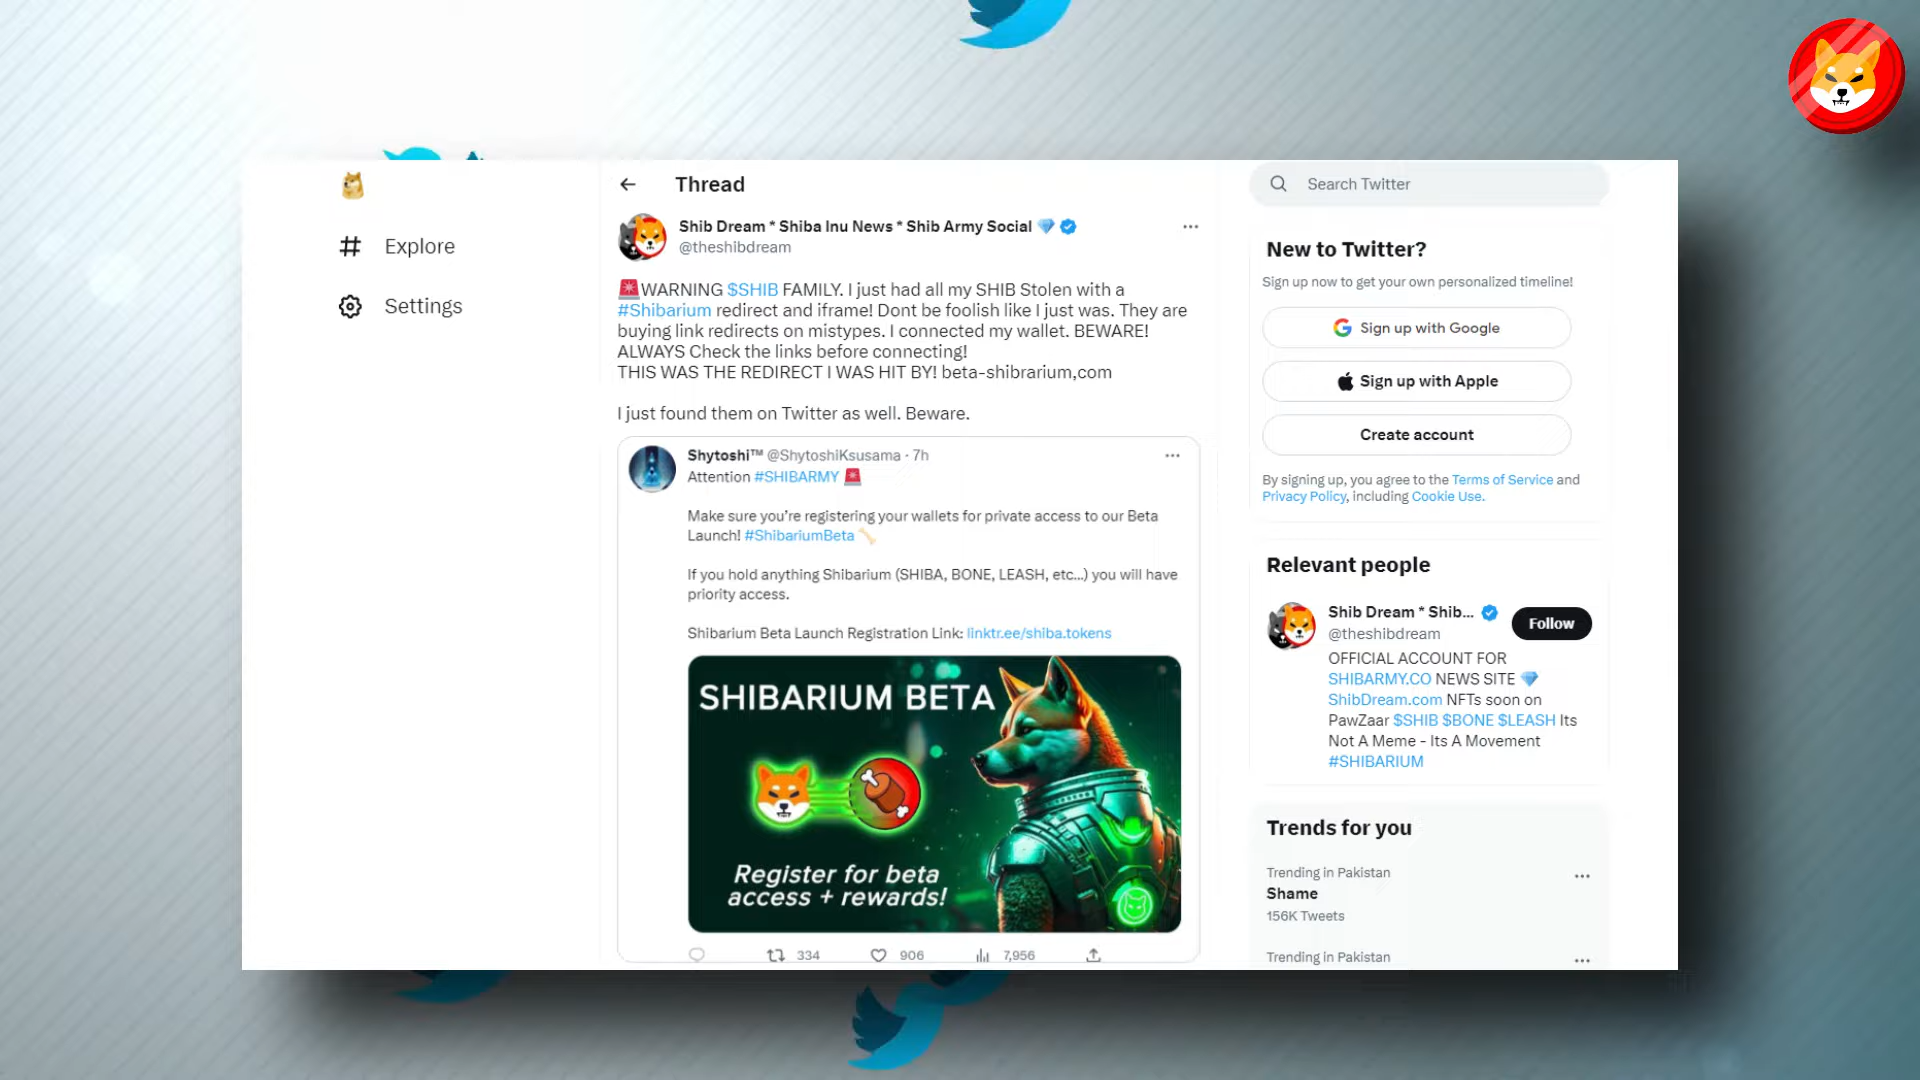 Explore
Settings
Thread
Shib Dream * Shiba Inu News * Shib Army Social
@theshibdream
WARNING $SHIB FAMILY. I just had all my SHIB Stolen with a
#Shibarium redirect and iframe! Dont be foolish like I just was. They are
buying link redirects on mistypes. I connected my wallet. BEWARE!
ALWAYS Check the links before connecting!
THIS WAS THE REDIRECT I WAS HIT BY! beta-shibrarium,com
I just found them on Twitter as well. Beware.
Shytoshi™ @ShytoshiKsusama · 7h
Attention #SHIBARMY
Make sure you're registering your wallets for private access to our Beta
Launch! #ShibariumBeta
If you hold anything Shibarium (SHIBA, BONE, LEASH, etc...) you will have
priority access.
Shibarium Beta Launch Registration Link: linktr.ee/shiba.tokens
SHIBARIUM BETA
Register for beta
access + rewards!
334 906 7,956
Search Twitter
New to Twitter?
Sign up now to get your own personalized timeline!
Sign up with Google
Sign up with Apple
Create account
By signing up, you agree to the Terms of Service and
Privacy Policy, including Cookie Use.
Relevant people
Shib Dream * Shib...
@theshibdream
Follow
OFFICIAL ACCOUNT FOR
SHIBARMY.CO NEWS SITE
ShibDream.com NFTs soon on
PawZaar $SHIB $BONE $LEASH Its
Not A Meme - Its A Movement
#SHIBARIUM
Trends for you
Trending in Pakistan
Shame
156K Tweets
Trending in Pakistan